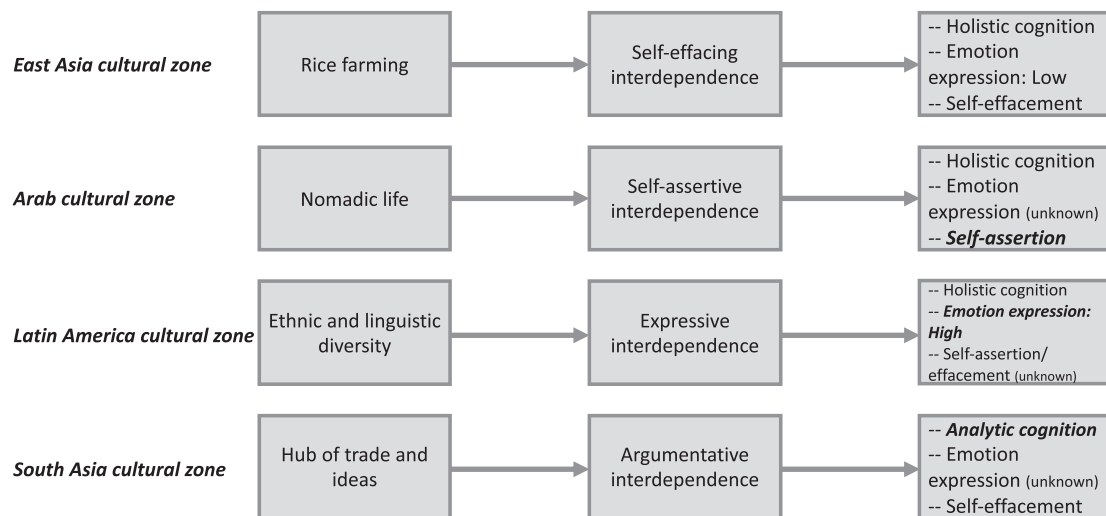 East Asia cultural zone
Rice farming
Self-effacing
interdependence
-- Holistic cognition
-- Emotion
expression: Low
-- Self-effacement
Arab cultural zone
Nomadic life
Self-assertive
interdependence
-- Holistic cognition
-- Emotion
expression (unknown)
-- Self-assertion
Latin America cultural zone
Ethnic and linguistic
diversity
Expressive
interdependence
-- Holistic cognition
-- Emotion expression:
High
-- Self-assertion/
effacement (unknown)
South Asia cultural zone
Hub of trade and
ideas
Argumentative
interdependence
-- Analytic cognition
-- Emotion
expression (unknown)
-- Self-effacement